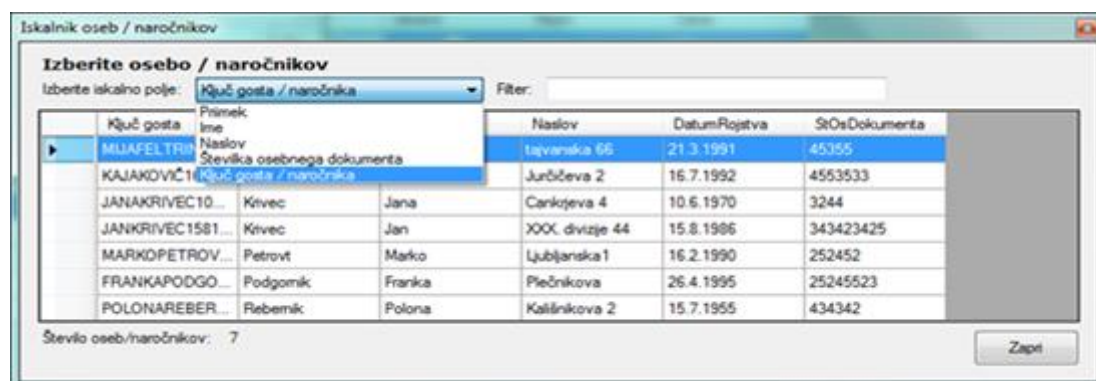 Iskalnik oseb / naročnikov
Izberite osebo / naročnikov
Izberite iskalno polje: Ključ gosta / naročnika Filter:
Priimek
Ime
Naslov
Številka osebnega dokumenta
Ključ gosta / naročnika
Ključ gosta Naslov DatumRojstva StOsDokumenta
MIJAFELTRIN tajvanska 66 21.3.1991 45355
KAJAKOVIČ1 Jurčičeva 2 16.7.1992 4553533
JANAKRIVEC10... Krivec Jana Cankrjeva 4 10.6.1970 3244
JANKRIVEC1581... Krivec Jan XXX. divizije 44 15.8.1986 343423425
MARKOPETROV... Petrovt Marko Ljubljanska1 16.2.1990 252452
FRANKAPODGO... Podgornik Franka Plečnikova 26.4.1995 25245523
POLONAREBER... Rebernik Polona Kališnikova 2 15.7.1955 434342
Število oseb/naročnikov: 7
Zapri